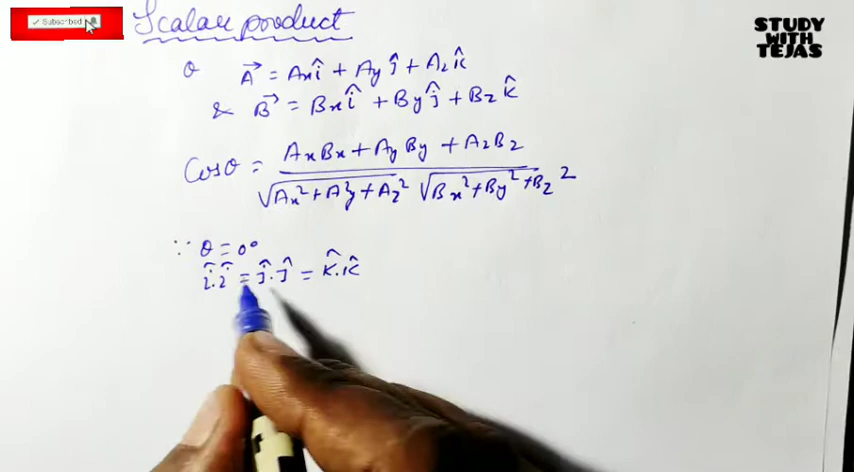 Subscribed
STUDY
WITH
TEJAS
Scalar product
θ A⃗ = Axî + Ayĵ + Azk̂
& B⃗ = Bxî + Byĵ + Bzk̂
Cosθ = AxBx + AyBy + AzBz
√Ax² + A²y + Az² √Bx² + By² + Bz²
∵ θ = 0°
î.î = ĵ.ĵ = k̂.k̂